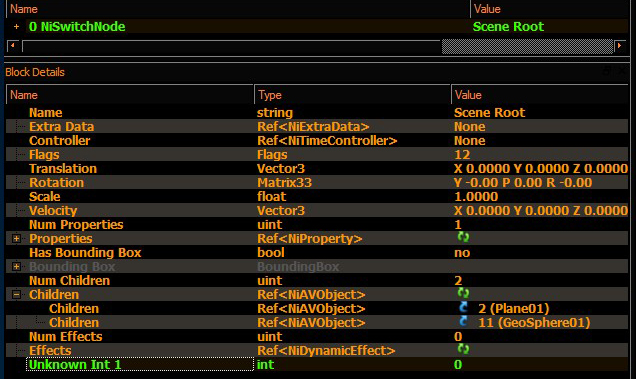 Name Value
0 NiSwitchNode Scene Root
Block Details
Name Type Value
Name string Scene Root
Extra Data Ref<NiExtraData> None
Controller Ref<NiTimeController> None
Flags Flags 12
Translation Vector3 X 0.0000 Y 0.0000 Z 0.0000
Rotation Matrix33 Y -0.00 P 0.00 R -0.00
Scale float 1.0000
Velocity Vector3 X 0.0000 Y 0.0000 Z 0.0000
Num Properties uint 1
Properties Ref<NiProperty>
Has Bounding Box bool no
Bounding Box BoundingBox
Num Children uint 2
Children Ref<NiAVObject>
Children Ref<NiAVObject> 2 (Plane01)
Children Ref<NiAVObject> 11 (GeoSphere01)
Num Effects uint 0
Effects Ref<NiDynamicEffect>
Unknown Int 1 int 0